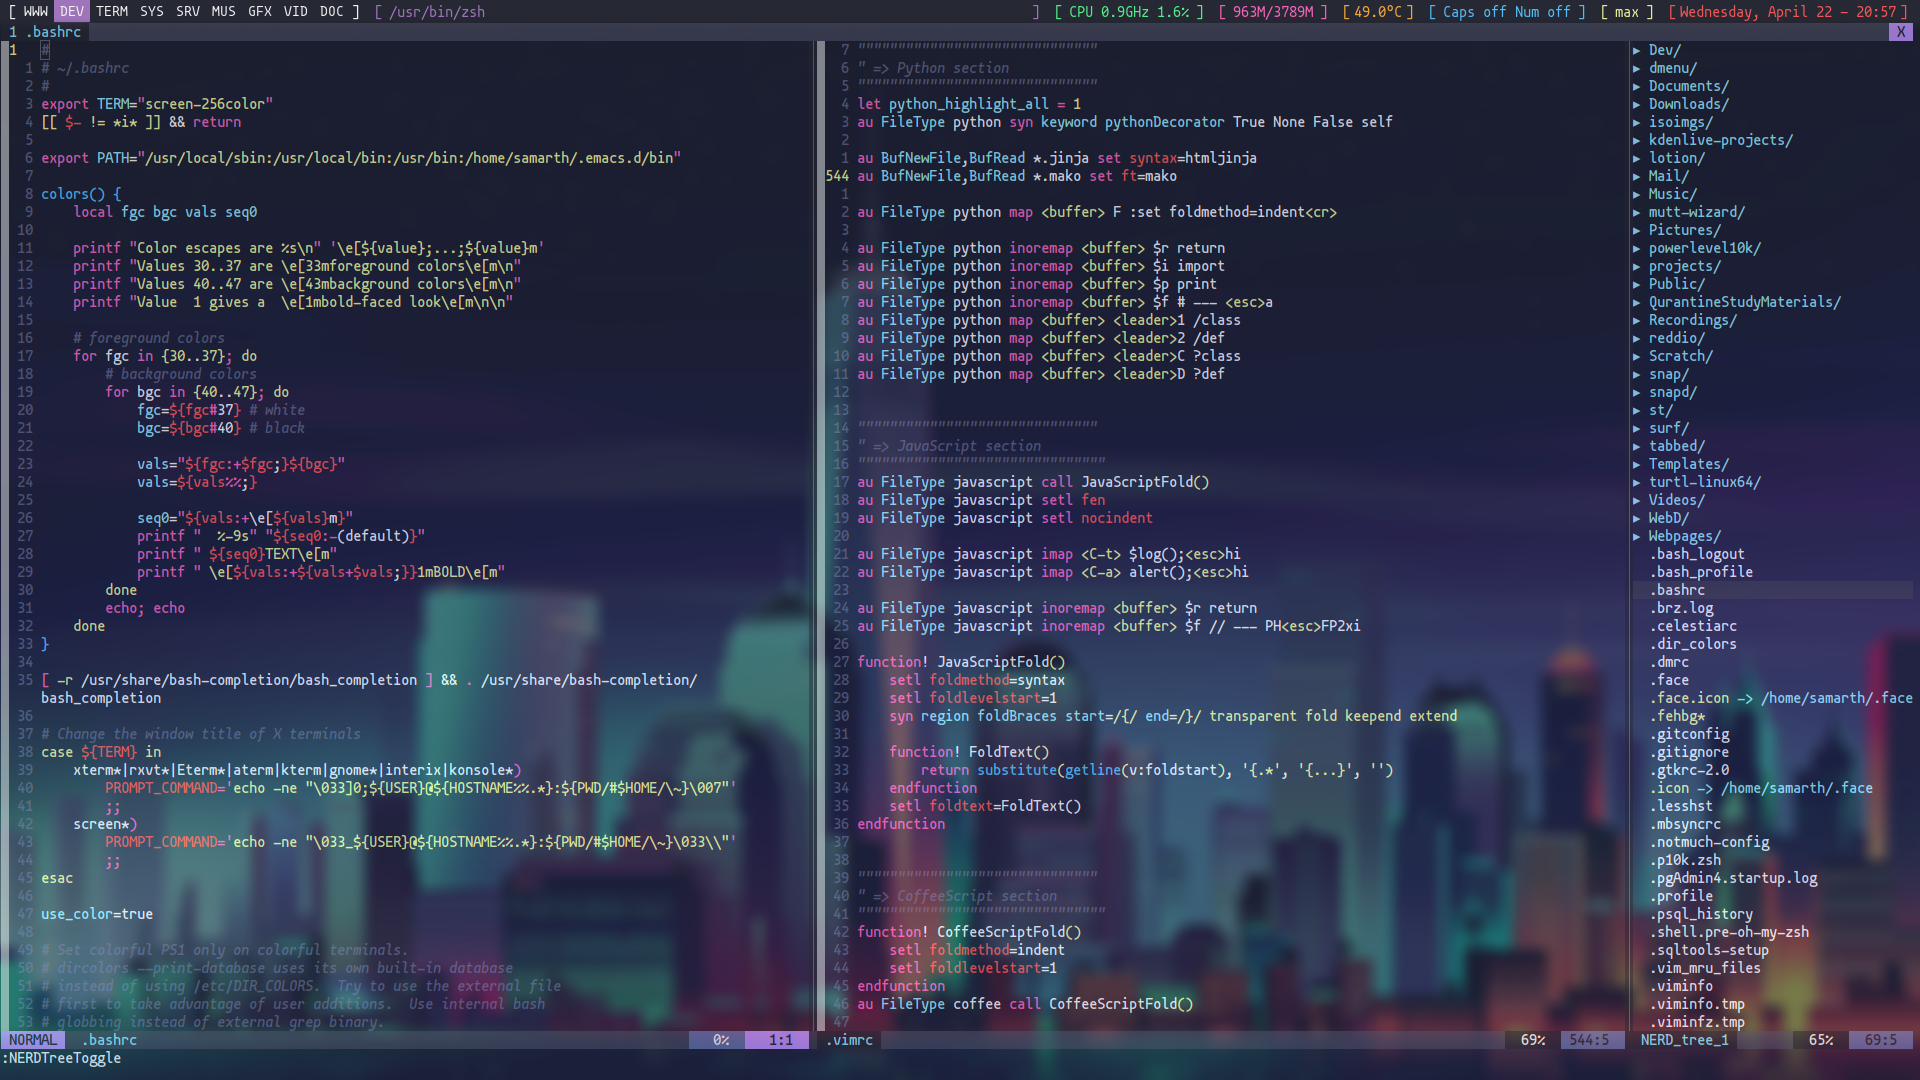 [ WWW DEV TERM SYS SRV MUS GFX VID DOC ] [ /usr/bin/zsh ] [ CPU 0.9GHz 1.6% ] [ 963M/3789M ] [ 49.0°C ] [ Caps off Num off ] [ max ] [ Wednesday, April 22 - 20:57 ]
1 .bashrc X
1 #
1 # ~/.bashrc
2 #
3 export TERM="screen-256color"
4 [[ $- != *i* ]] && return
5
6 export PATH="/usr/local/sbin:/usr/local/bin:/usr/bin:/home/samarth/.emacs.d/bin"
7
8 colors() {
9     local fgc bgc vals seq0
10
11     printf "Color escapes are %s\n" '\e[${value};...;${value}m'
12     printf "Values 30..37 are \e[33mforeground colors\e[m\n"
13     printf "Values 40..47 are \e[43mbackground colors\e[m\n"
14     printf "Value  1 gives a  \e[1mbold-faced look\e[m\n\n"
15
16     # foreground colors
17     for fgc in {30..37}; do
18         # background colors
19         for bgc in {40..47}; do
20             fgc=${fgc#37} # white
21             bgc=${bgc#40} # black
22
23             vals="${fgc:+$fgc;}${bgc}"
24             vals=${vals%%;}
25
26             seq0="${vals:+\e[${vals}m}"
27             printf "  %-9s" "${seq0:-(default)}"
28             printf " ${seq0}TEXT\e[m"
29             printf " \e[${vals:+${vals+$vals;}}1mBOLD\e[m"
30         done
31         echo; echo
32     done
33 }
34
35 [ -r /usr/share/bash-completion/bash_completion ] && . /usr/share/bash-completion/
bash_completion
36
37 # Change the window title of X terminals
38 case ${TERM} in
39     xterm*|rxvt*|Eterm*|aterm|kterm|gnome*|interix|konsole*)
40         PROMPT_COMMAND='echo -ne "\033]0;${USER}@${HOSTNAME%%.*}:${PWD/#$HOME/\~}\007"'
41         ;;
42     screen*)
43         PROMPT_COMMAND='echo -ne "\033_${USER}@${HOSTNAME%%.*}:${PWD/#$HOME/\~}\033\\"'
44         ;;
45 esac
46
47 use_color=true
48
49 # Set colorful PS1 only on colorful terminals.
50 # dircolors --print-database uses its own built-in database
51 # instead of using /etc/DIR_COLORS.  Try to use the external file
52 # first to take advantage of user additions.  Use internal bash
53 # globbing instead of external grep binary.
NORMAL .bashrc 0% 1:1
7 """"""""""""""""""""""""""""""
6 " => Python section
5 """"""""""""""""""""""""""""""
4 let python_highlight_all = 1
3 au FileType python syn keyword pythonDecorator True None False self
2
1 au BufNewFile,BufRead *.jinja set syntax=htmljinja
544 au BufNewFile,BufRead *.mako set ft=mako
1
2 au FileType python map <buffer> F :set foldmethod=indent<cr>
3
4 au FileType python inoremap <buffer> $r return
5 au FileType python inoremap <buffer> $i import
6 au FileType python inoremap <buffer> $p print
7 au FileType python inoremap <buffer> $f # --- <esc>a
8 au FileType python map <buffer> <leader>1 /class
9 au FileType python map <buffer> <leader>2 /def
10 au FileType python map <buffer> <leader>C ?class
11 au FileType python map <buffer> <leader>D ?def
12
13
14 """"""""""""""""""""""""""""""
15 " => JavaScript section
16 """""""""""""""""""""""""""""""
17 au FileType javascript call JavaScriptFold()
18 au FileType javascript setl fen
19 au FileType javascript setl nocindent
20
21 au FileType javascript imap <C-t> $log();<esc>hi
22 au FileType javascript imap <C-a> alert();<esc>hi
23
24 au FileType javascript inoremap <buffer> $r return
25 au FileType javascript inoremap <buffer> $f // --- PH<esc>FP2xi
26
27 function! JavaScriptFold()
28     setl foldmethod=syntax
29     setl foldlevelstart=1
30     syn region foldBraces start=/{/ end=/}/ transparent fold keepend extend
31
32     function! FoldText()
33         return substitute(getline(v:foldstart), '{.*', '{...}', '')
34     endfunction
35     setl foldtext=FoldText()
36 endfunction
37
38
39 """"""""""""""""""""""""""""""
40 " => CoffeeScript section
41 """""""""""""""""""""""""""""""
42 function! CoffeeScriptFold()
43     setl foldmethod=indent
44     setl foldlevelstart=1
45 endfunction
46 au FileType coffee call CoffeeScriptFold()
47
.vimrc 69% 544:5
▸ Dev/
▸ dmenu/
▸ Documents/
▸ Downloads/
▸ isoimgs/
▸ kdenlive-projects/
▸ lotion/
▸ Mail/
▸ Music/
▸ mutt-wizard/
▸ Pictures/
▸ powerlevel10k/
▸ projects/
▸ Public/
▸ QurantineStudyMaterials/
▸ Recordings/
▸ reddio/
▸ Scratch/
▸ snap/
▸ snapd/
▸ st/
▸ surf/
▸ tabbed/
▸ Templates/
▸ turtl-linux64/
▸ Videos/
▸ WebD/
▸ Webpages/
.bash_logout
.bash_profile
.bashrc
.brz.log
.celestiarc
.dir_colors
.dmrc
.face
.face.icon -> /home/samarth/.face
.fehbg*
.gitconfig
.gitignore
.gtkrc-2.0
.icon -> /home/samarth/.face
.lesshst
.mbsyncrc
.notmuch-config
.p10k.zsh
.pgAdmin4.startup.log
.profile
.psql_history
.shell.pre-oh-my-zsh
.sqltools-setup
.vim_mru_files
.viminfo
.viminfo.tmp
.viminfz.tmp
NERD_tree_1 65% 69:5
:NERDTreeToggle